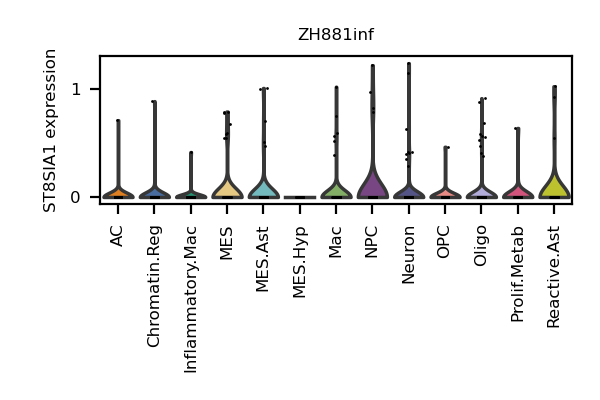 ZH881inf
ST8SIA1 expression
1
0
AC
Chromatin.Reg
Inflammatory.Mac
MES
MES.Ast
MES.Hyp
Mac
NPC
Neuron
OPC
Oligo
Prolif.Metab
Reactive.Ast